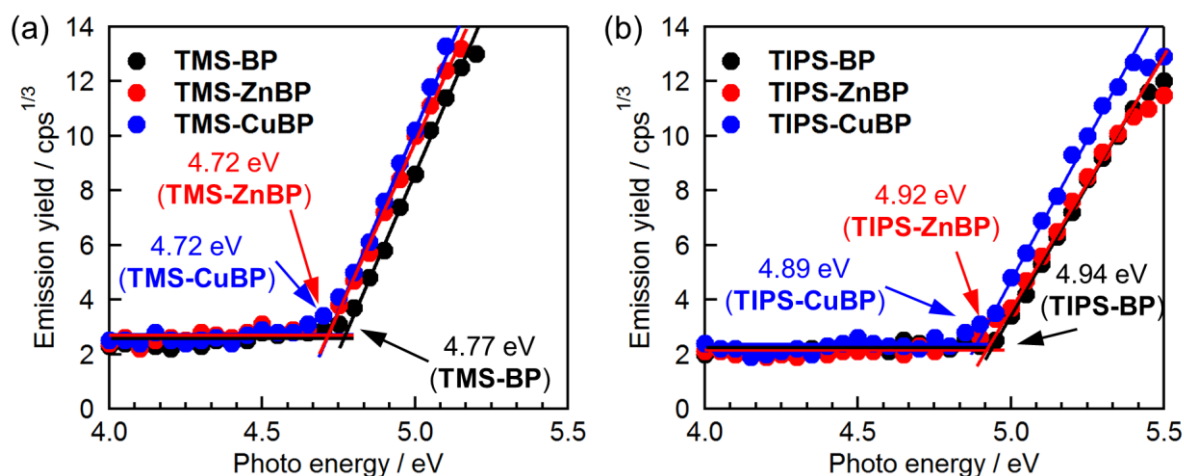 (a)
14
12
10
8
6
4
2
0
Emission yield / cps1/3
TMS-BP
TMS-ZnBP
TMS-CuBP
4.72 eV
(TMS-ZnBP)
4.72 eV
(TMS-CuBP)
4.77 eV
(TMS-BP)
4.0
4.5
5.0
5.5
Photo energy / eV
(b)
14
12
10
8
6
4
2
0
Emission yield / cps1/3
TIPS-BP
TIPS-ZnBP
TIPS-CuBP
4.92 eV
(TIPS-ZnBP)
4.89 eV
(TIPS-CuBP)
4.94 eV
(TIPS-BP)
4.0
4.5
5.0
5.5
Photo energy / eV